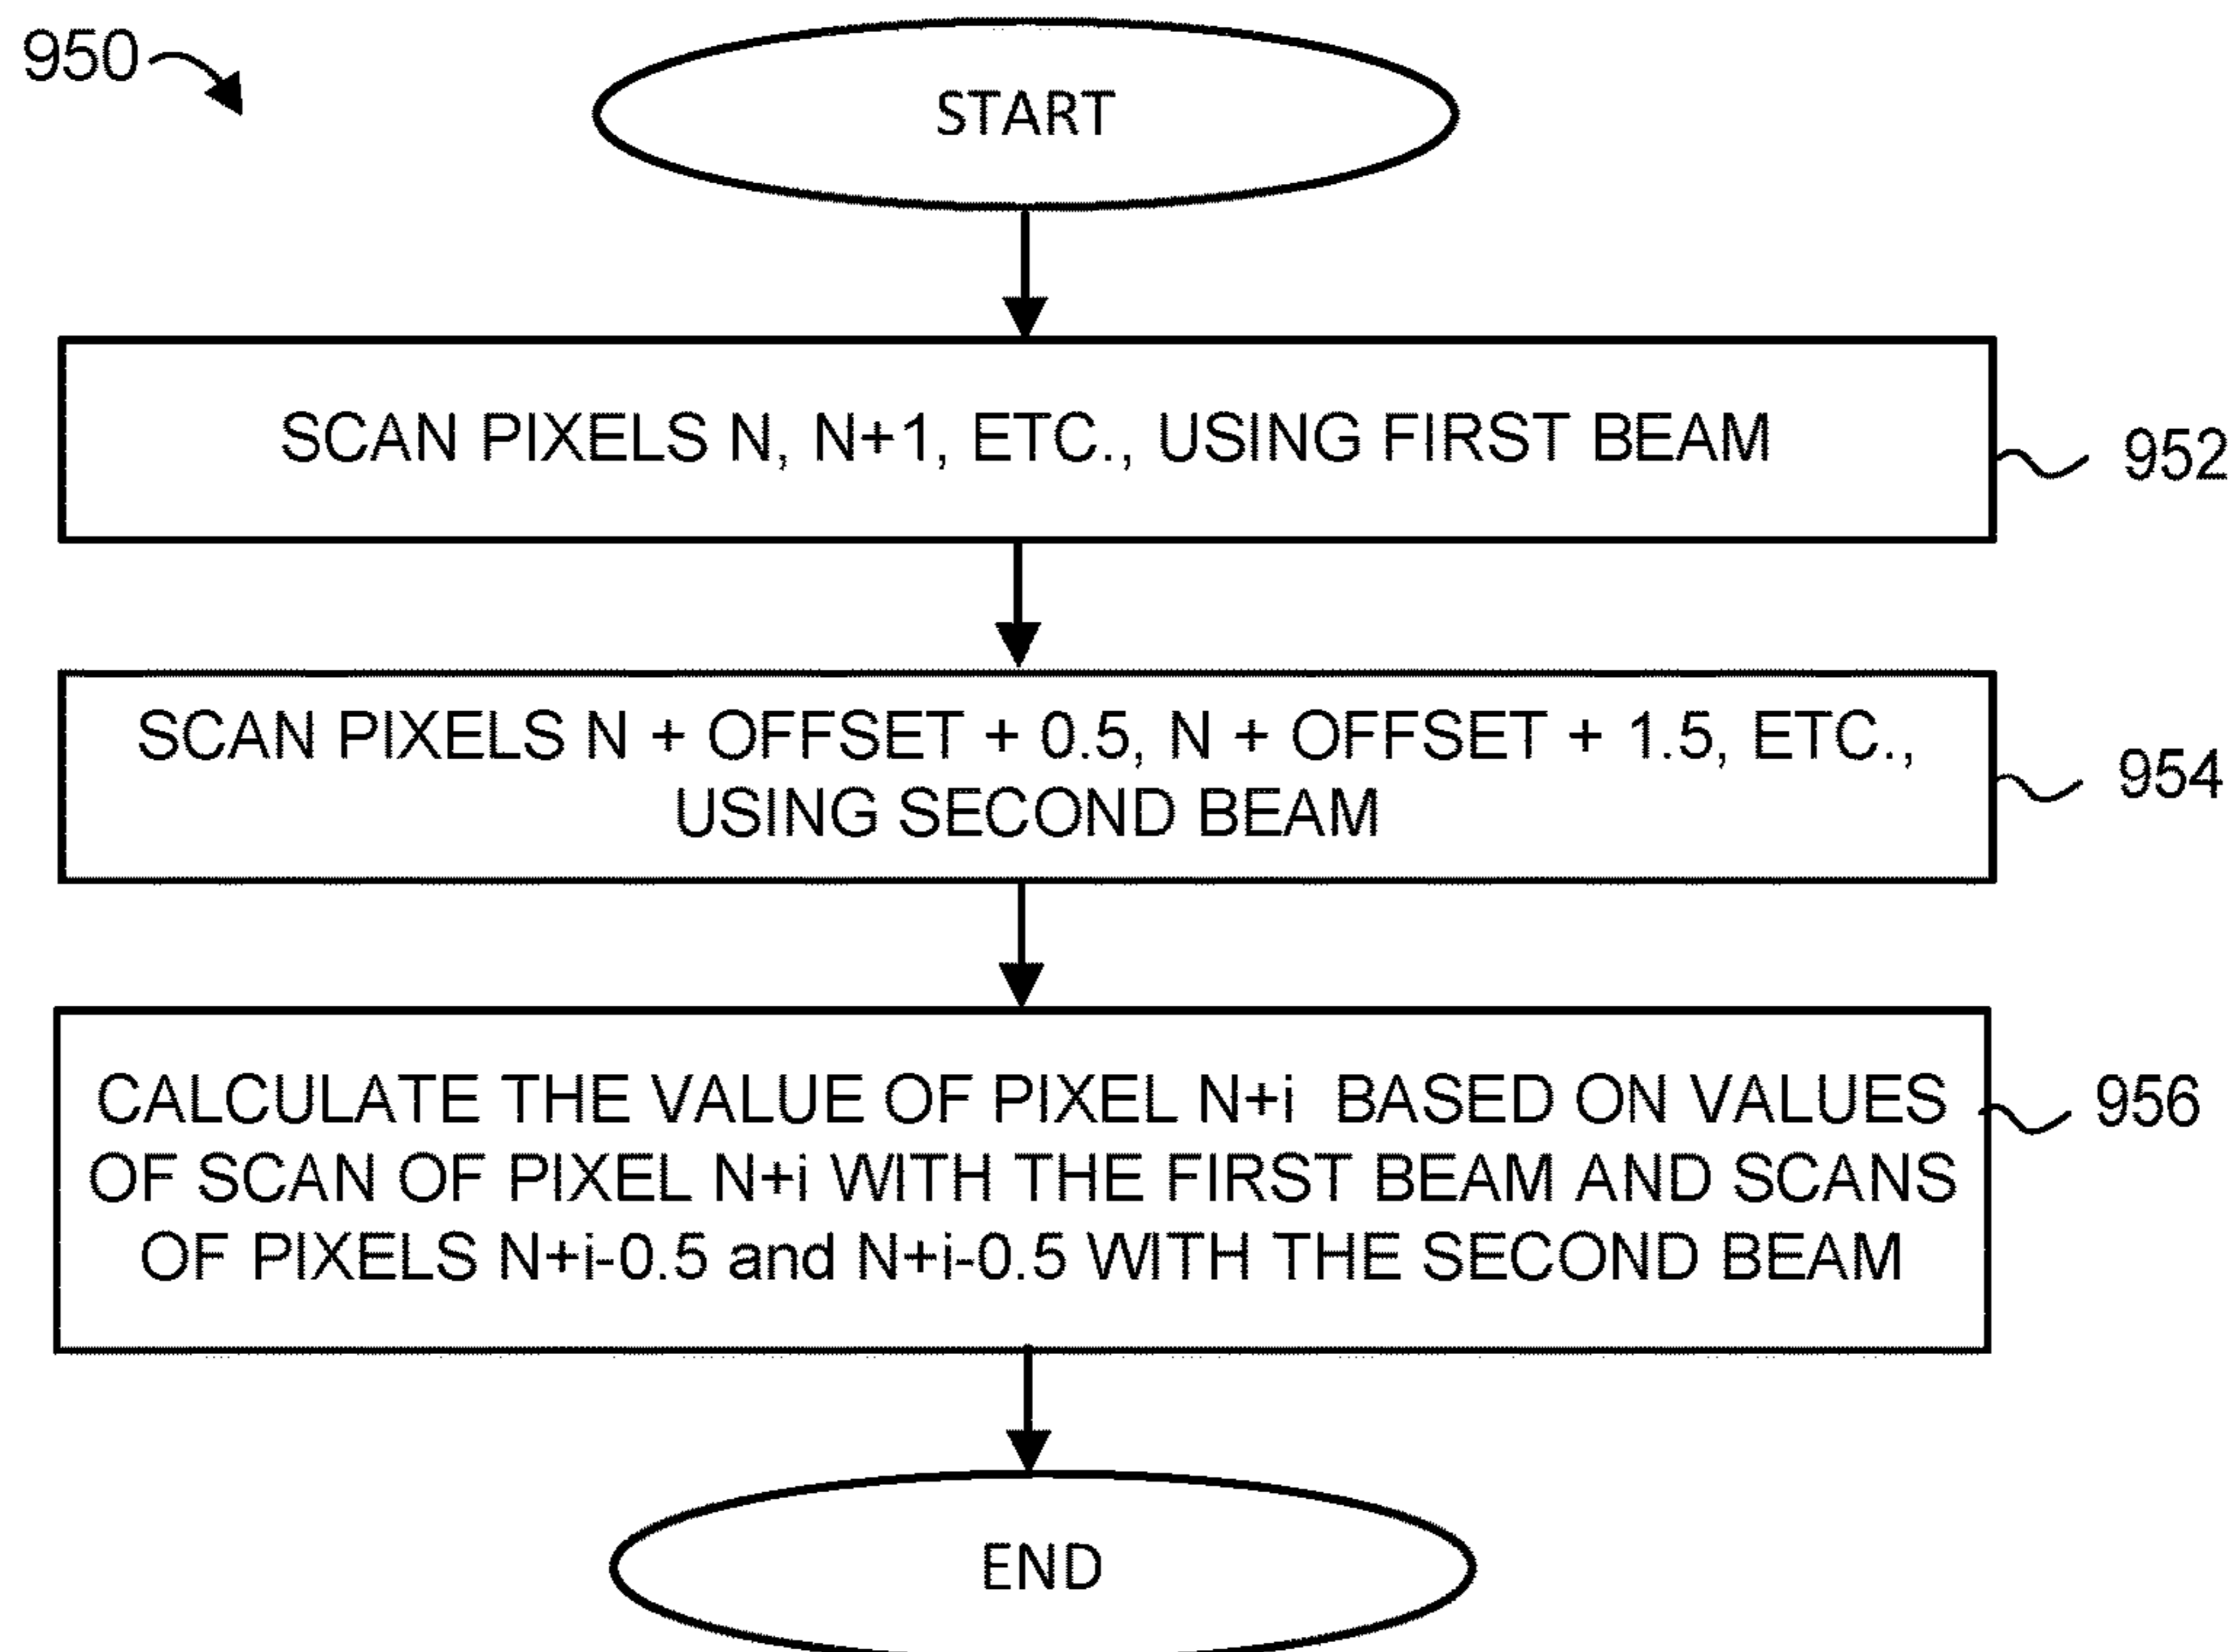 950
START
SCAN PIXELS N, N+1, ETC., USING FIRST BEAM
952
SCAN PIXELS N + OFFSET + 0.5, N + OFFSET + 1.5, ETC.,
USING SECOND BEAM
954
CALCULATE THE VALUE OF PIXEL N+i BASED ON VALUES
OF SCAN OF PIXEL N+i WITH THE FIRST BEAM AND SCANS
OF PIXELS N+i-0.5 and N+i-0.5 WITH THE SECOND BEAM
956
END